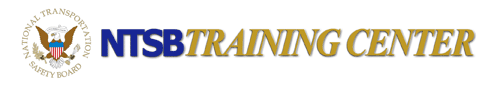 NATIONAL TRANSPORTATION
SAFETY BOARD
NTSB TRAINING CENTER